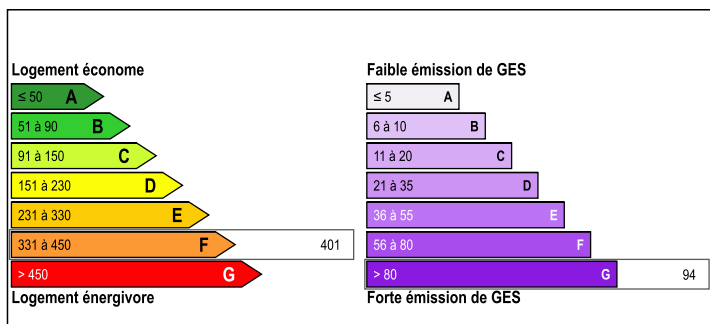 Logement économe
≤ 50 A
51 à 90 B
91 à 150 C
151 à 230 D
231 à 330 E
331 à 450 F 401
> 450 G
Logement énergivore
Faible émission de GES
≤ 5 A
6 à 10 B
11 à 20 C
21 à 35 D
36 à 55 E
56 à 80 F
> 80 G 94
Forte émission de GES